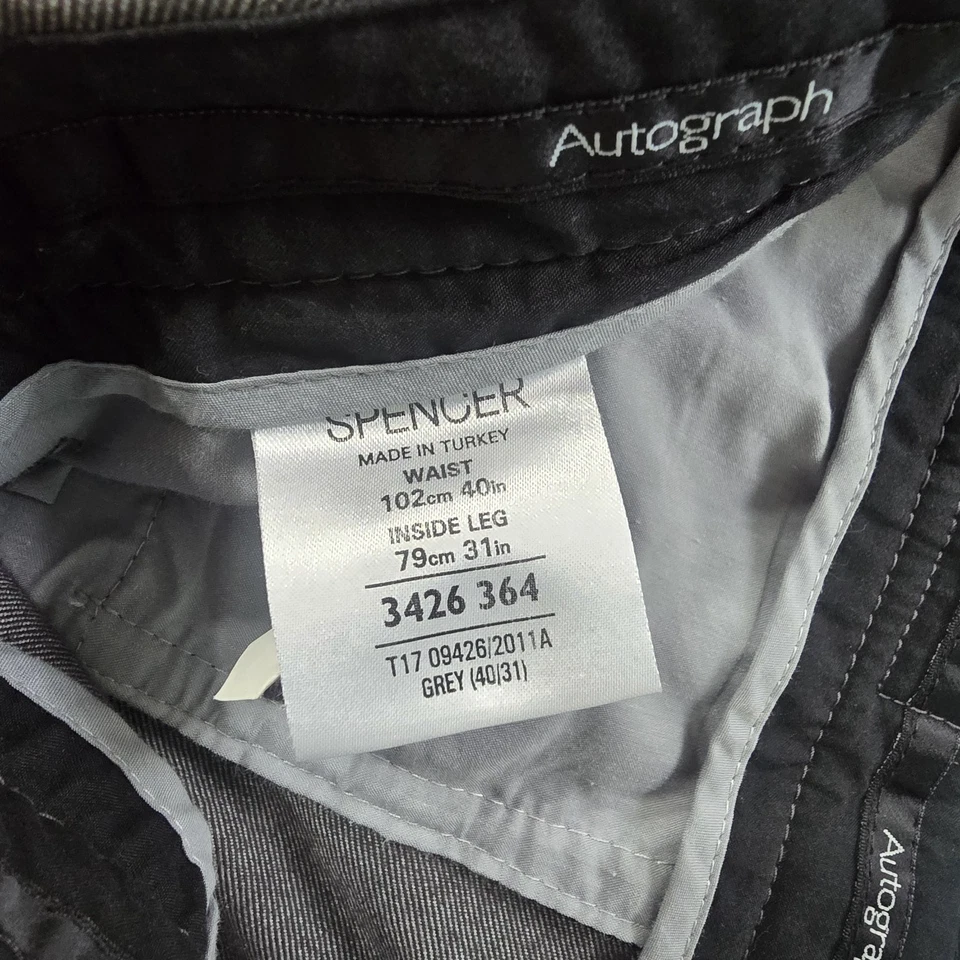 Autograph
SPENCER
MADE IN TURKEY
WAIST
102cm 40in
INSIDE LEG
79cm 31in
3426 364
T17 09426/2011A
GREY (40/31)
Autogra